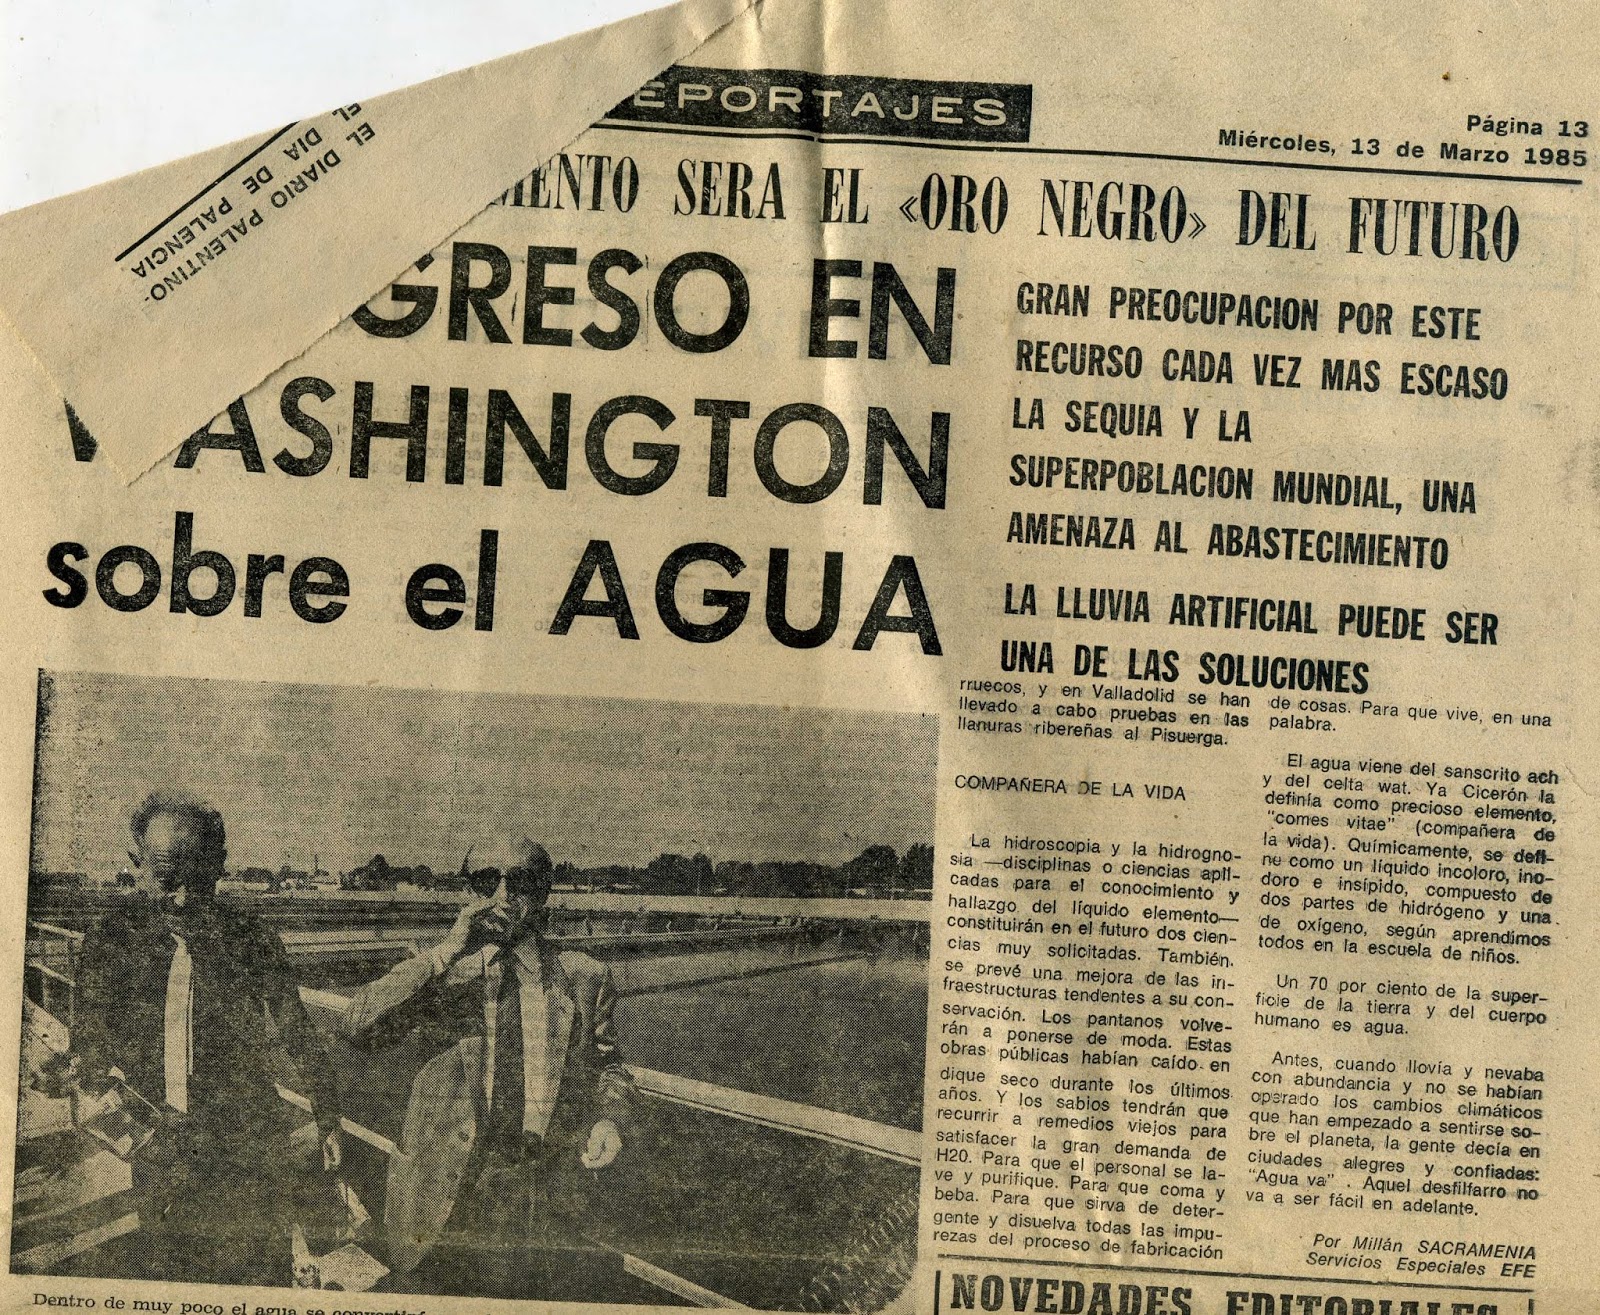 EPORTAJES
Página 13
Miércoles, 13 de Marzo 1985
EL DIARIO PALENTINO-
EL DIA DE PALENCIA
MENTO SERA EL «ORO NEGRO» DEL FUTURO
GRESO EN
WASHINGTON
sobre el AGUA
GRAN PREOCUPACION POR ESTE
RECURSO CADA VEZ MAS ESCASO
LA SEQUIA Y LA
SUPERPOBLACION MUNDIAL, UNA
AMENAZA AL ABASTECIMIENTO
LA LLUVIA ARTIFICIAL PUEDE SER
UNA DE LAS SOLUCIONES
rruecos, y en Valladolid se han
llevado a cabo pruebas en las
llanuras ribereñas al Pisuerga.
COMPAÑERA DE LA VIDA
La hidroscopia y la hidrogno-
sia —disciplinas o ciencias apli-
cadas para el conocimiento y
hallazgo del líquido elemento—
constituirán en el futuro dos cien-
cias muy solicitadas. También,
se prevé una mejora de las in-
fraestructuras tendentes a su con-
servación. Los pantanos volve-
rán a ponerse de moda. Estas
obras públicas habían caído en
dique seco durante los últimos
años. Y los sabios tendrán que
recurrir a remedios viejos para
satisfacer la gran demanda de
H20. Para que el personal se la-
ve y purifique. Para que coma y
beba. Para que sirva de deter-
gente y disuelva todas las impu-
rezas del proceso de fabricación
de cosas. Para que vive, en una
palabra.
El agua viene del sanscrito ach
y del celta wat. Ya Cicerón la
definía como precioso elemento,
"comes vitae" (compañera de
la vida). Químicamente, se defi-
ne como un líquido incoloro, ino-
doro e insípido, compuesto de
dos partes de hidrógeno y una
de oxígeno, según aprendimos
todos en la escuela de niños.
Un 70 por ciento de la super-
ficie de la tierra y del cuerpo
humano es agua.
Antes, cuando llovía y nevaba
con abundancia y no se habían
operado los cambios climáticos
que han empezado a sentirse so-
bre el planeta, la gente decía en
ciudades alegres y confiadas:
"Agua va" . Aquel desfilfarro no
va a ser fácil en adelante.
Por Millán SACRAMENIA
Servicios Especiales EFE
Dentro de muy poco el agua se convertirá
NOVEDADES EDITORIALES